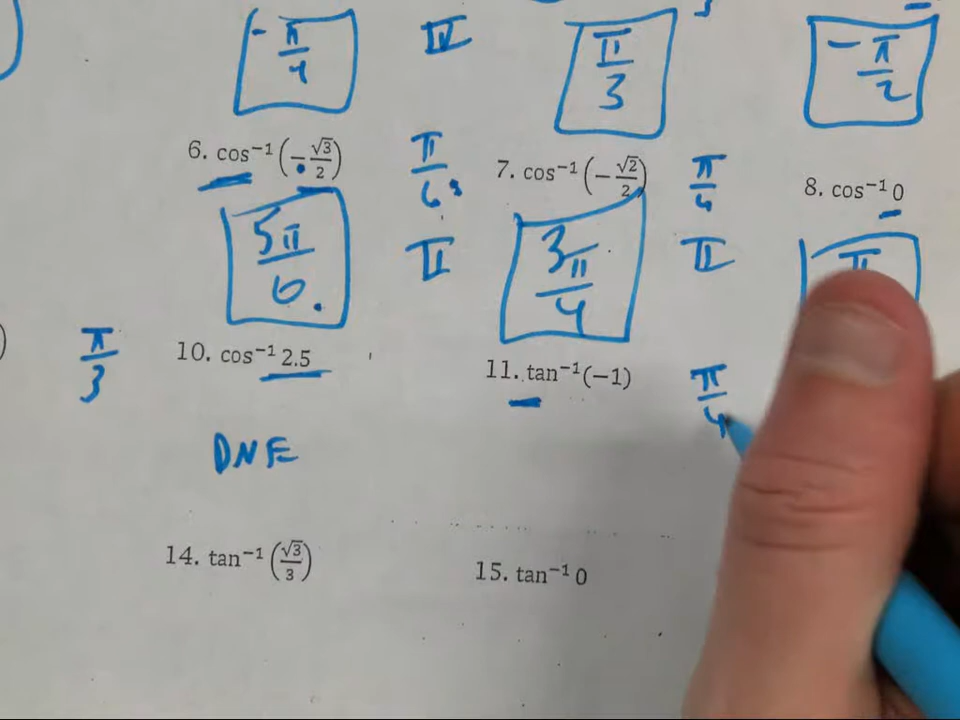 -π/4 IV π/3 -π/2
6. cos⁻¹(-√3/2) π/6 7. cos⁻¹(-√2/2) π/4 8. cos⁻¹ 0
5π/6 II 3π/4 II π
π/3 10. cos⁻¹ 2.5 11. tan⁻¹(-1) π/4
DNE
14. tan⁻¹(√3/3) 15. tan⁻¹ 0